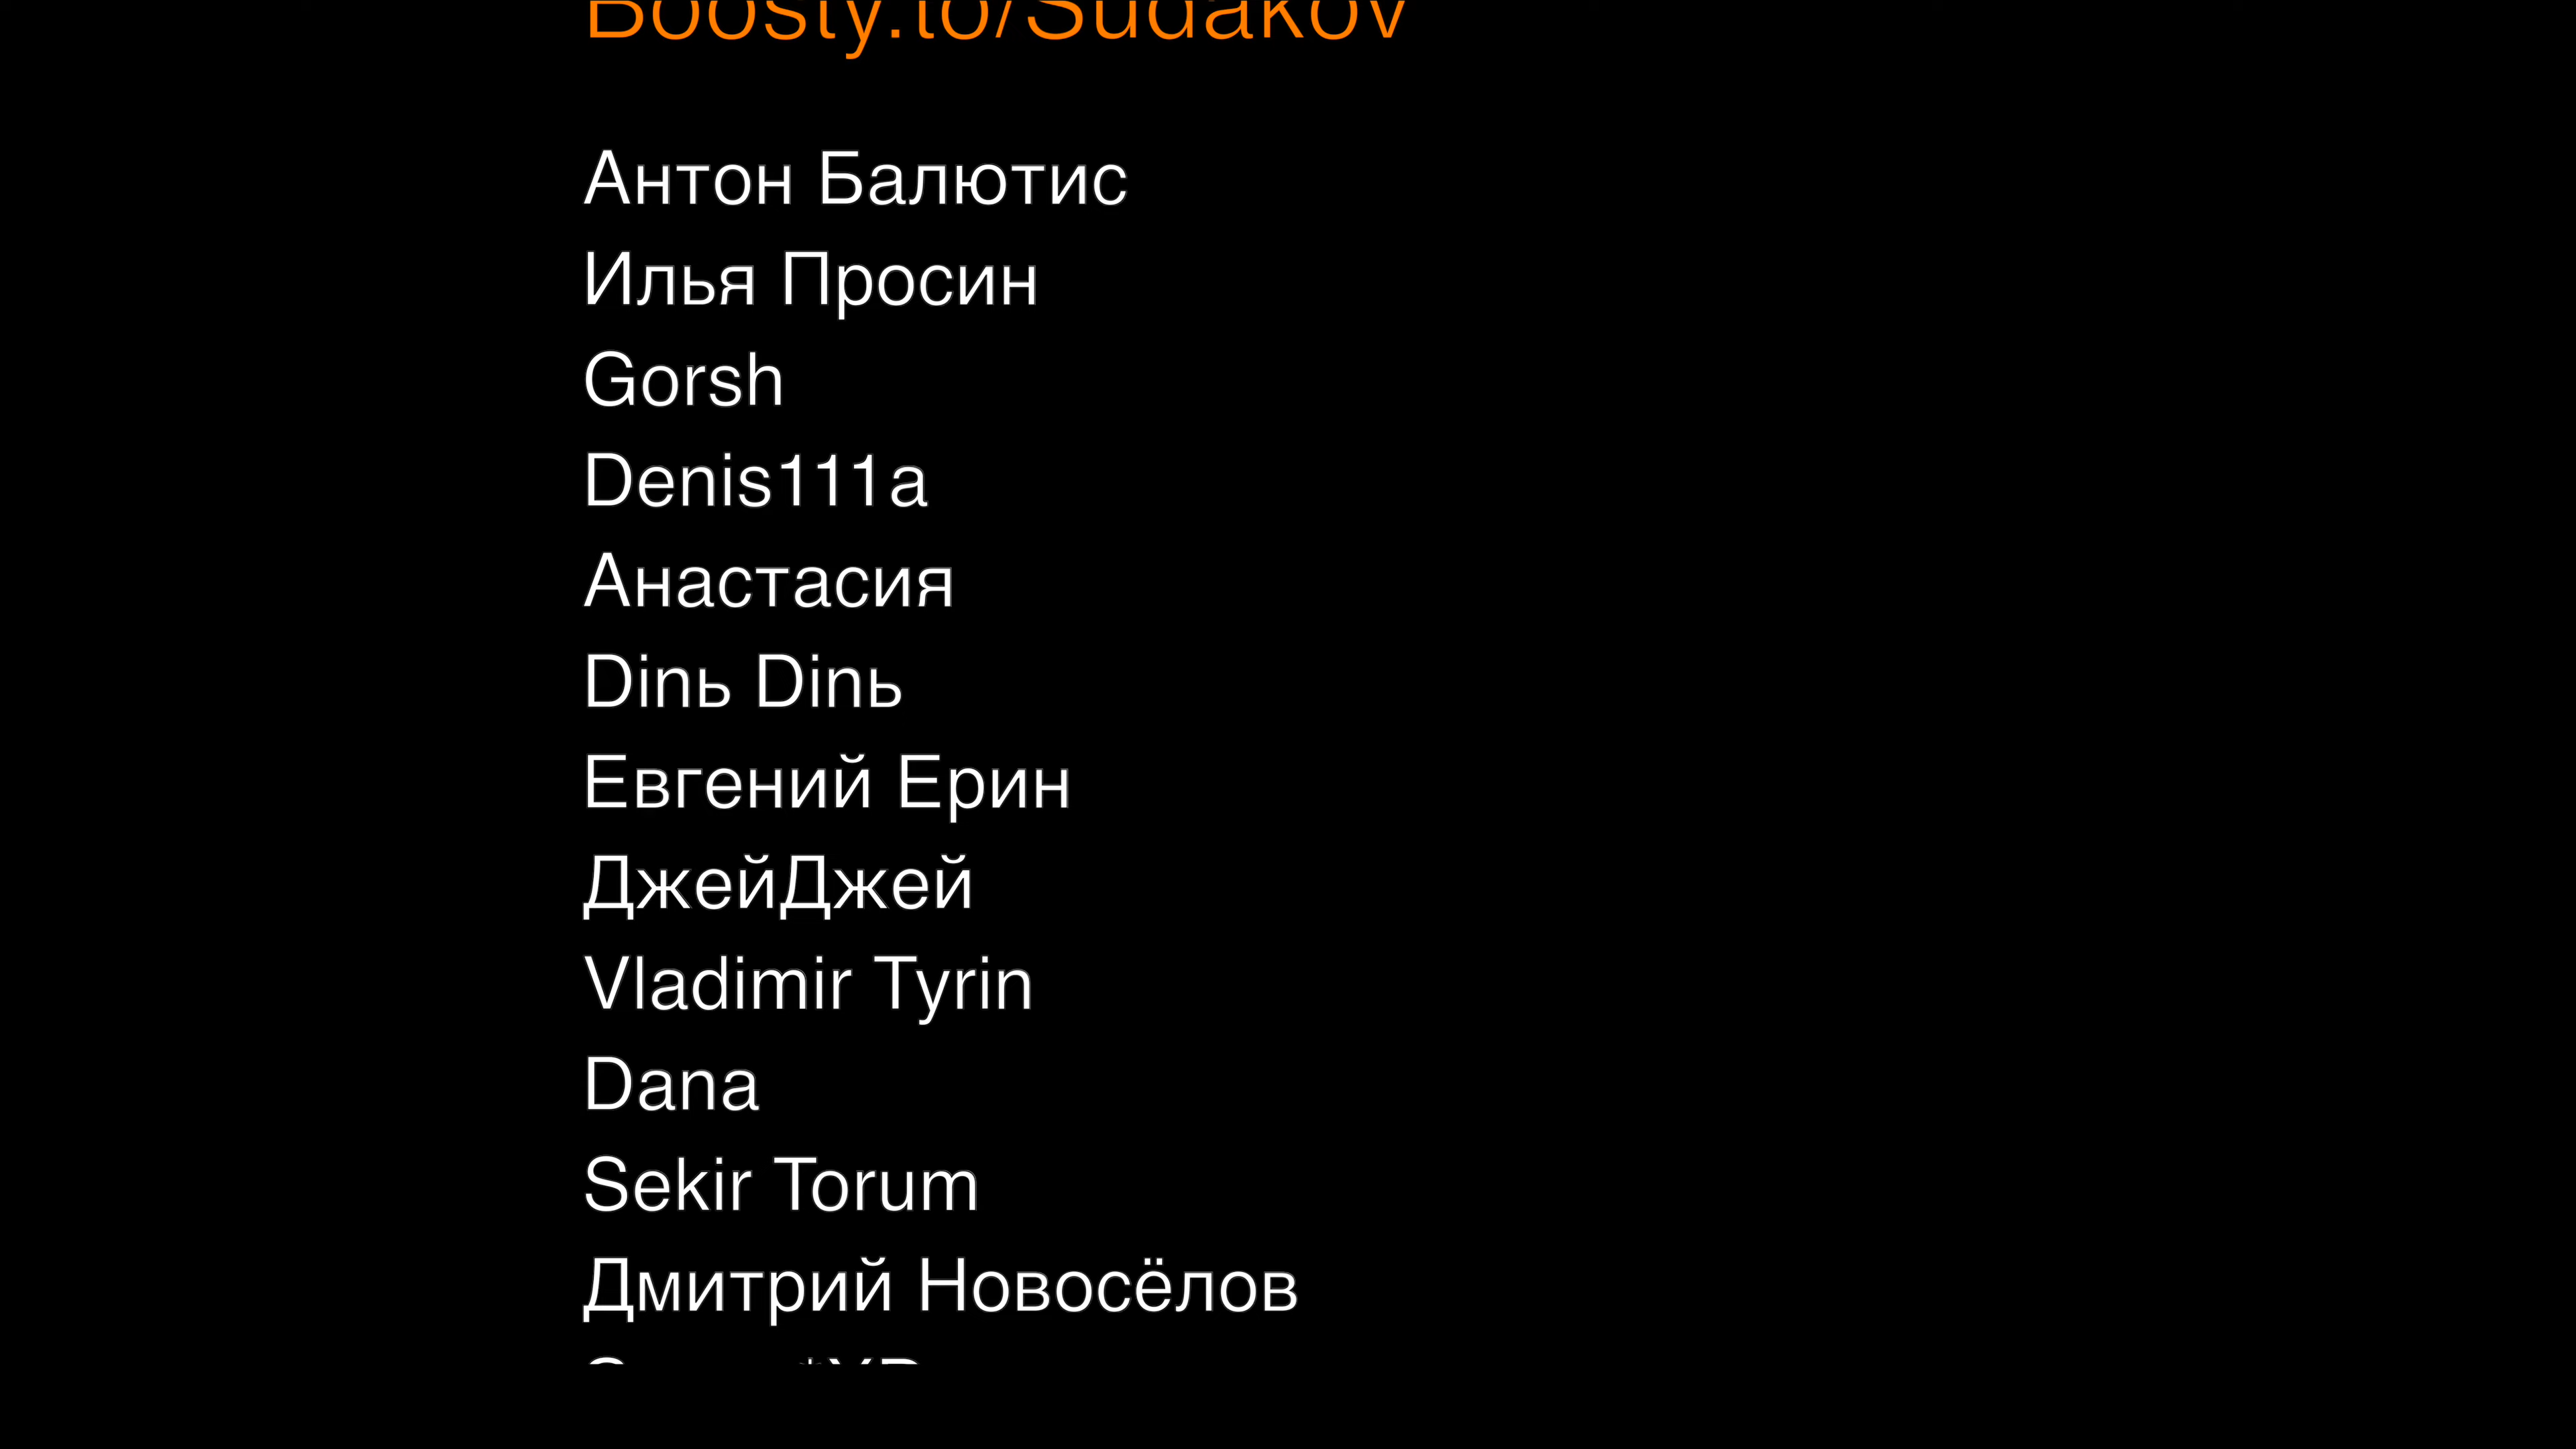 Boosty.to/Sudakov
Антон Балютис
Илья Просин
Gorsh
Denis111a
Анастасия
Dinь Dinь
Евгений Ерин
ДжейДжей
Vladimir Tyrin
Dana
Sekir Torum
Дмитрий Новосёлов